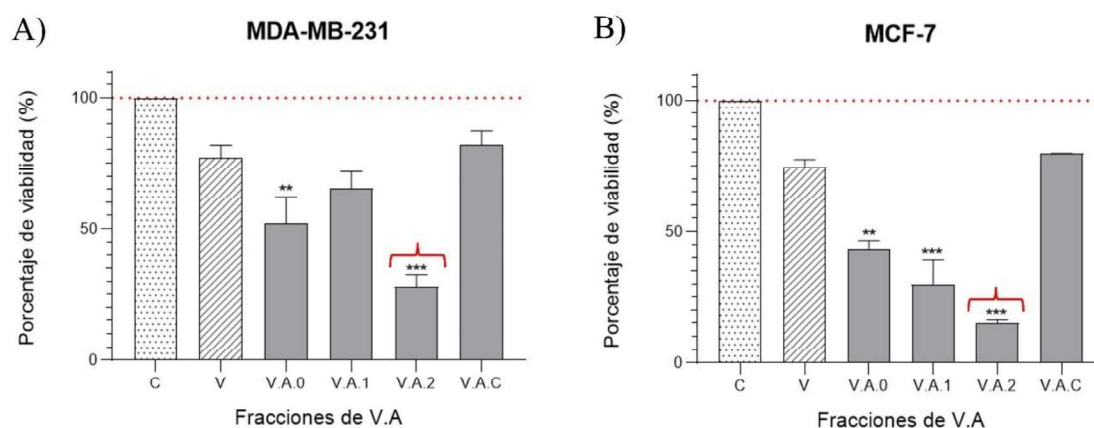 A)
MDA-MB-231
Porcentaje de viabilidad (%)
100
50
0
**
***
C V V.A.0 V.A.1 V.A.2 V.A.C
Fracciones de V.A
B)
MCF-7
Porcentaje de viabilidad (%)
100
50
0
**
***
***
C V V.A.0 V.A.1 V.A.2 V.A.C
Fracciones de V.A